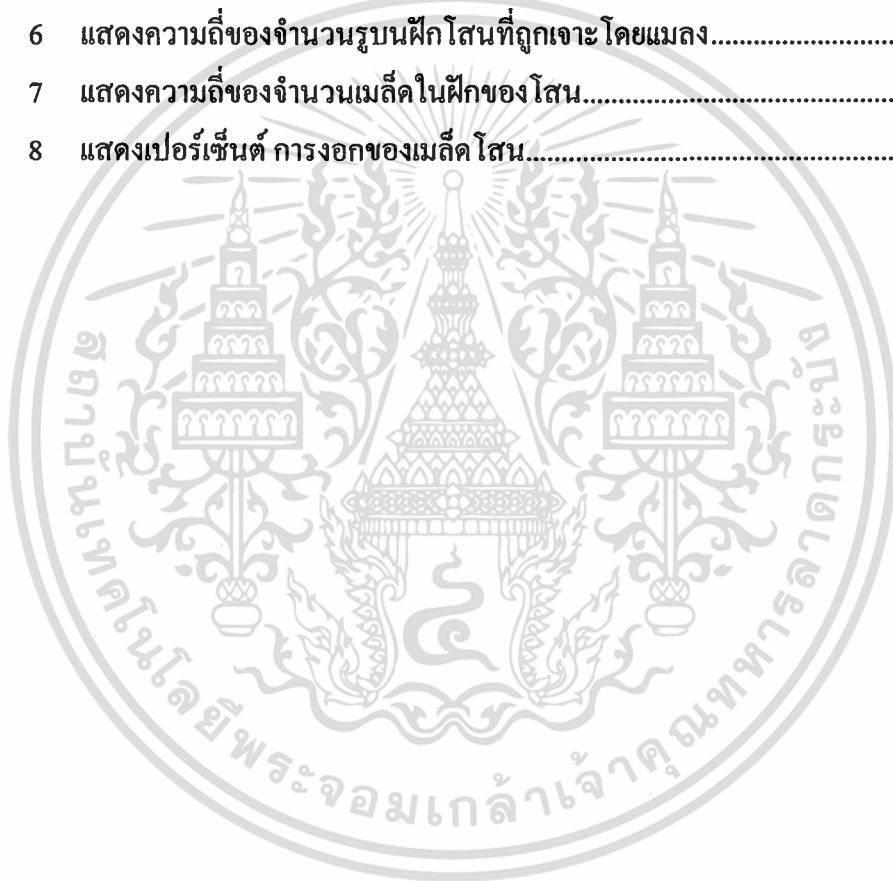 6 แสดงความถี่ของจำนวนรูบนฝักโสนที่ถูกเจาะโดยแมลง..........................
7 แสดงความถี่ของจำนวนเมล็ดในฝักของโสน...............................................
8 แสดงเปอร์เซ็นต์ การงอกของเมล็ดโสน........................................................
สถาบันเทคโนโลยีพระจอมเกล้าเจ้าคุณทหารลาดกระบัง